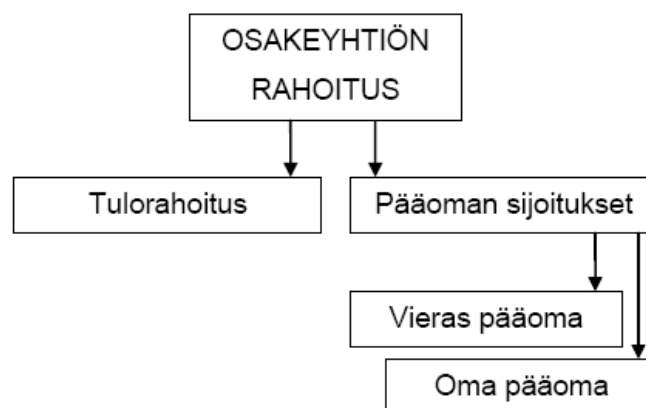 OSAKEYHTIÖN
RAHOITUS
Tulorahoitus
Pääoman sijoitukset
Vieras pääoma
Oma pääoma